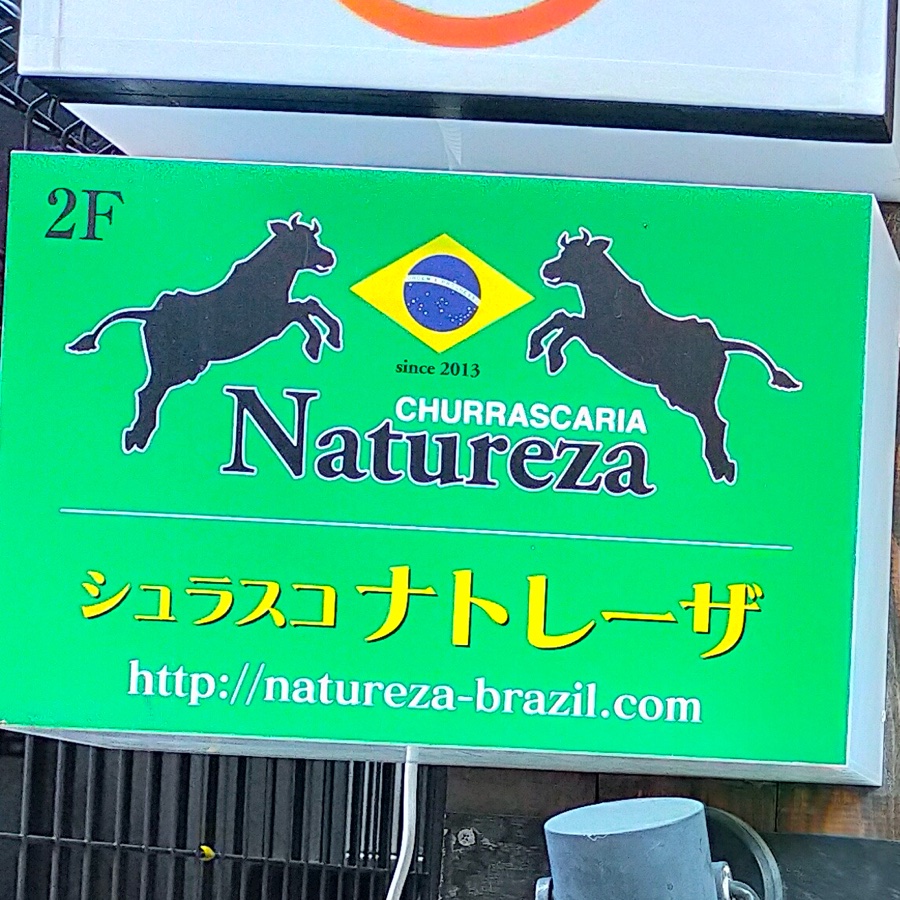 2F
since 2013
CHURRASCARIA
Natureza
シュラスコ ナトレーザ
http://natureza-brazil.com